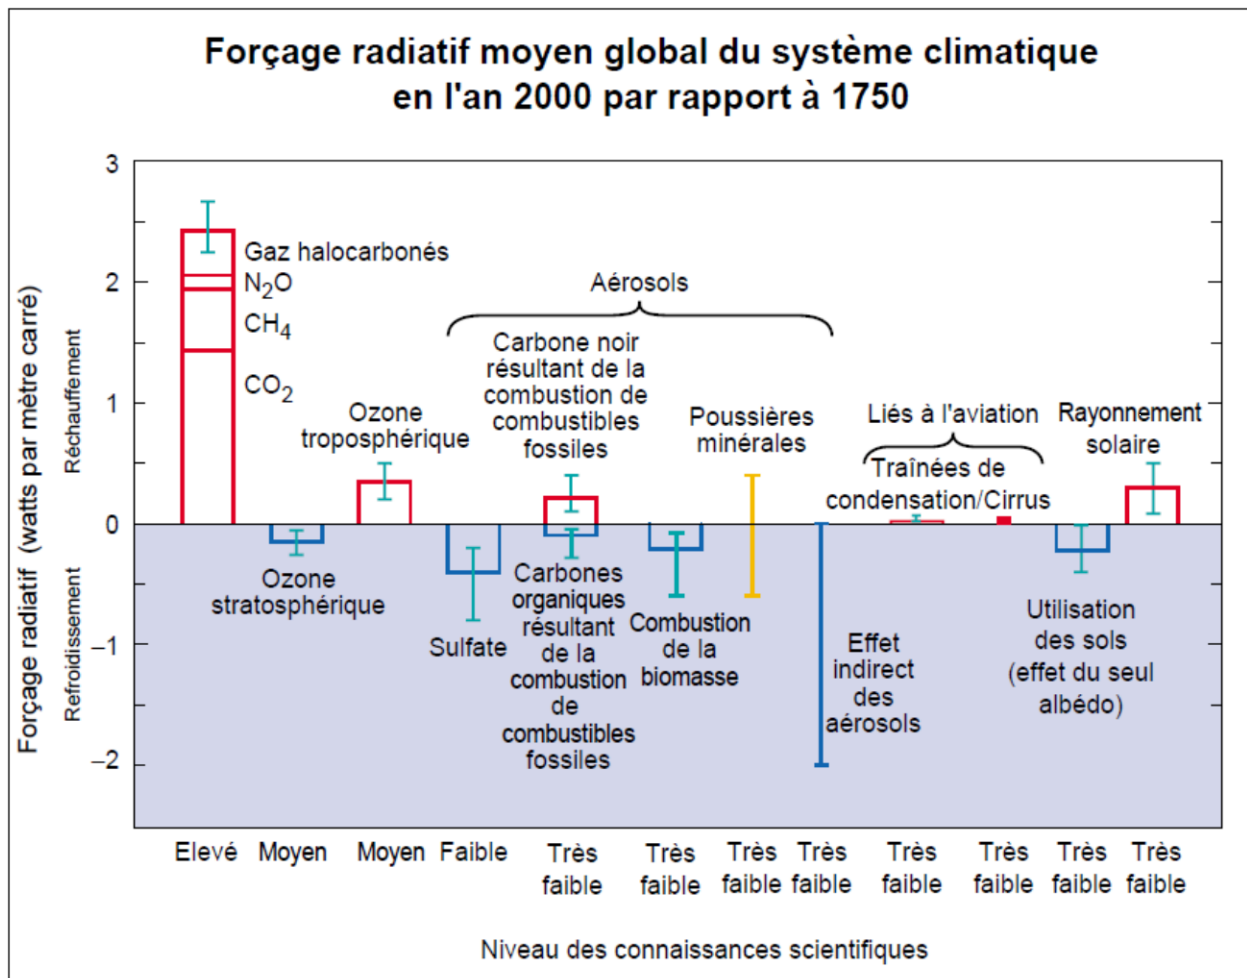 Forçage radiatif moyen global du système climatique
en l'an 2000 par rapport à 1750
Forçage radiatif (watts par mètre carré)
Réchauffement
Refroidissement
3
2
1
0
–1
–2
Gaz halocarbonés
N2O
CH4
CO2
Ozone
stratosphérique
Ozone
troposphérique
Aérosols
Sulfate
Carbone noir
résultant de la
combustion de
combustibles
fossiles
Carbones
organiques
résultant
de la
combustion
de
combustibles
fossiles
Combustion
de la
biomasse
Poussières
minérales
Effet
indirect
des
aérosols
Liés à l'aviation
Traînées de
condensation/Cirrus
Utilisation
des sols
(effet du seul
albédo)
Rayonnement
solaire
Elevé
Moyen
Moyen
Faible
Très
faible
Très
faible
Très
faible
Très
faible
Très
faible
Très
faible
Très
faible
Très
faible
Niveau des connaissances scientifiques